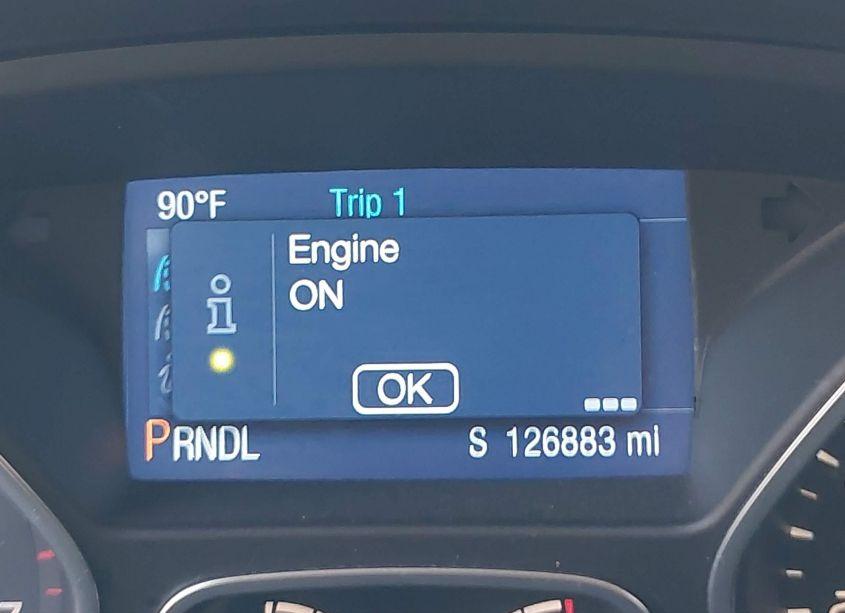 90°F Trip 1
Engine
ON
OK
PRNDL S 126883 mi